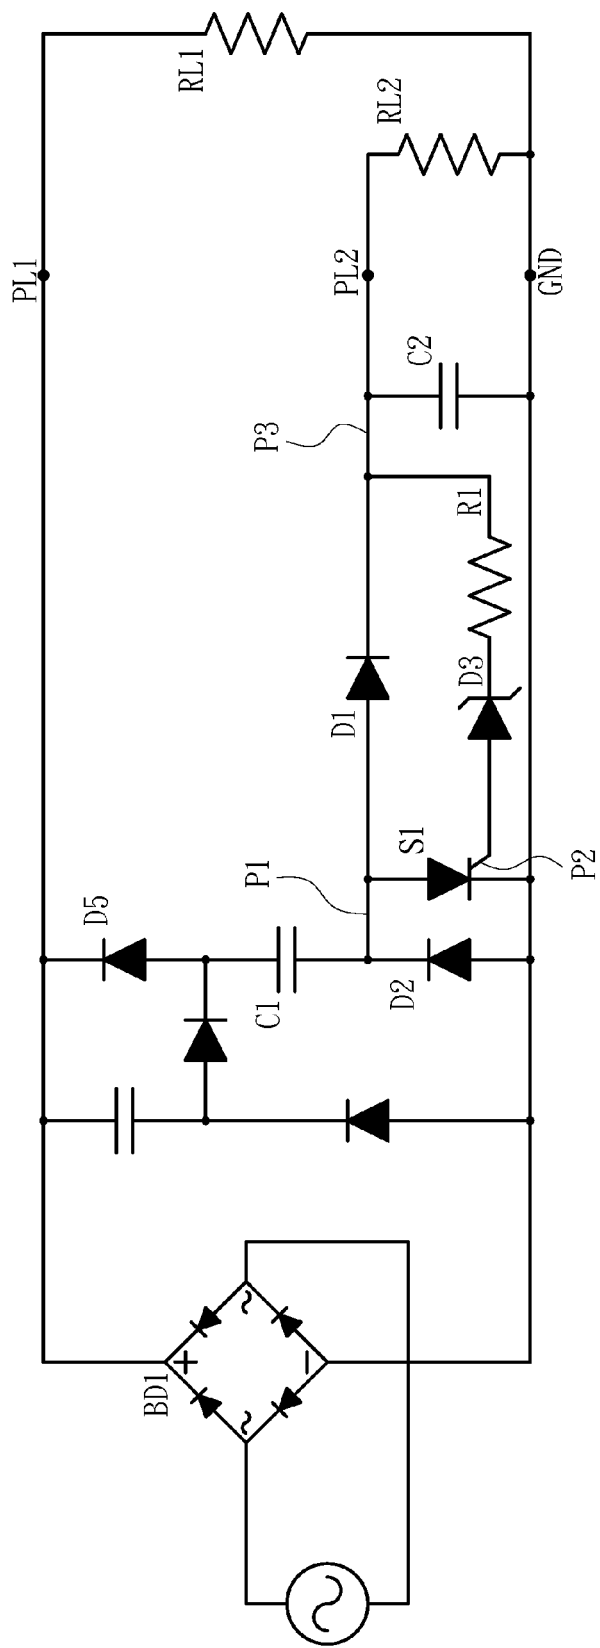 RL1
RL2
PL1
PL2
GND
C2
P3
R1
D1
D3
S1
P1
P2
D5
C1
D2
BD1
+
−
~
~